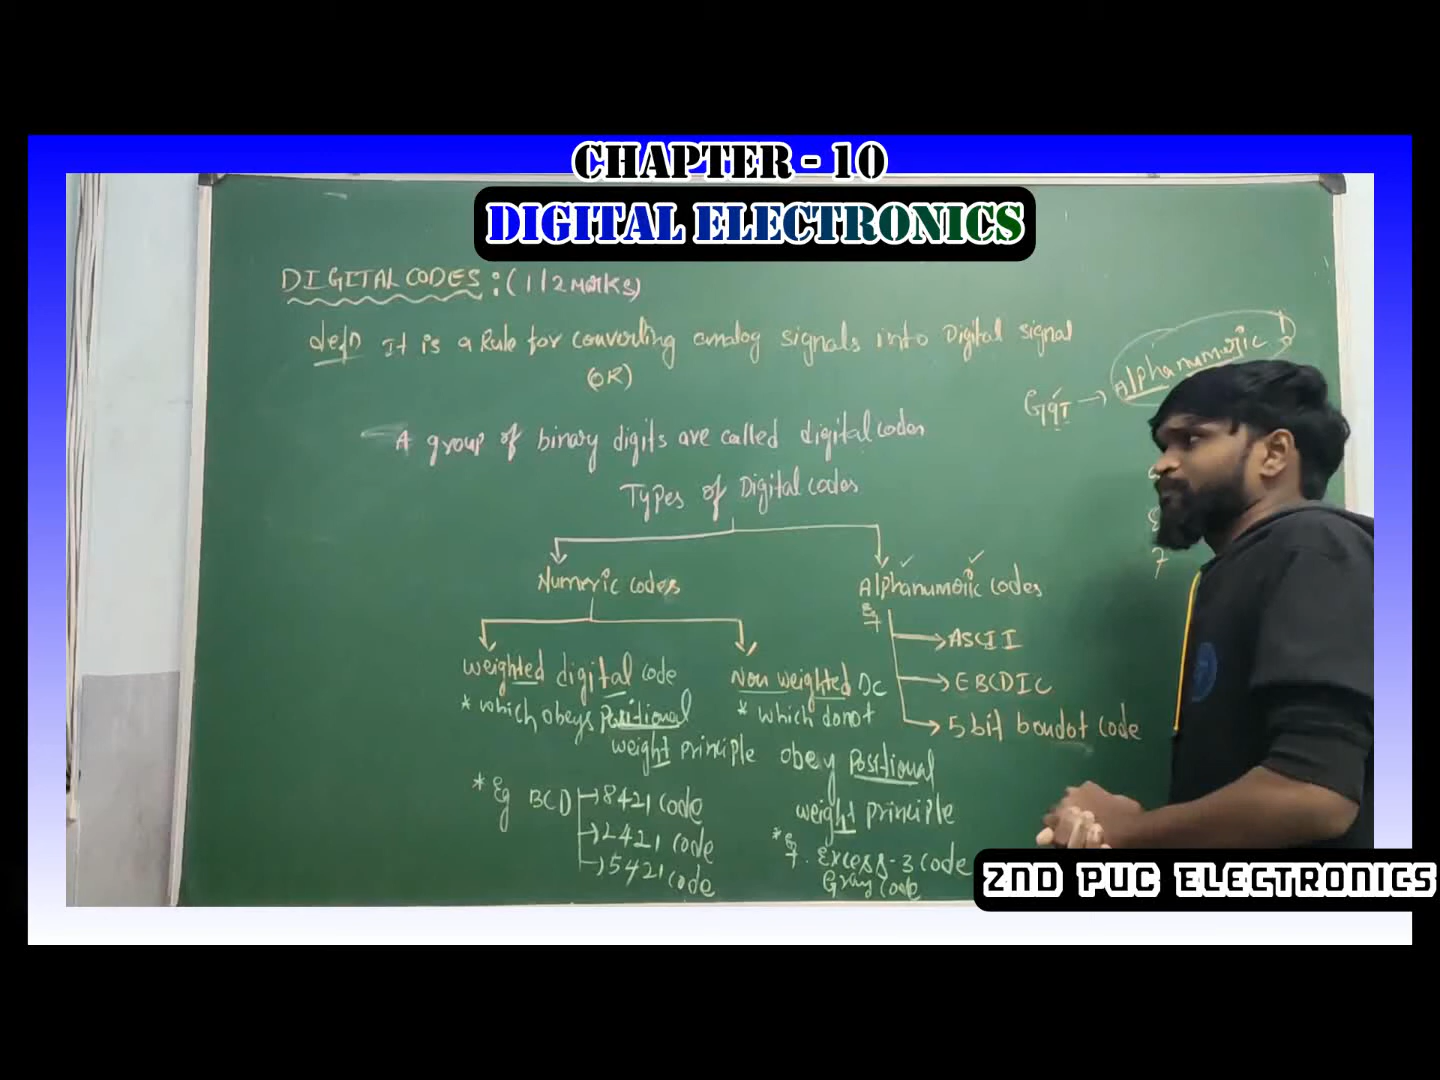 CHAPTER - 10
DIGITAL ELECTRONICS
DIGITAL CODES : (1/2 Marks)
defn It is a Rule for converting analog signals into Digital signal
(OR)
A group of binary digits are called digital codes
Types of Digital codes
Numeric codes
Alphanumeric codes
Eg
→ ASCII
→ EBCDIC
→ 5 bit boudot code
weighted digital code
* which obeys positional
weight principle
* Eg BCD
→ 8421 code
→ 2421 code
→ 5421 code
Non weighted DC
* which donot
obey positional
weight principle
* Eg. Excess-3 code
Gray code
→ Alphanumeric
7
2ND PUC ELECTRONICS